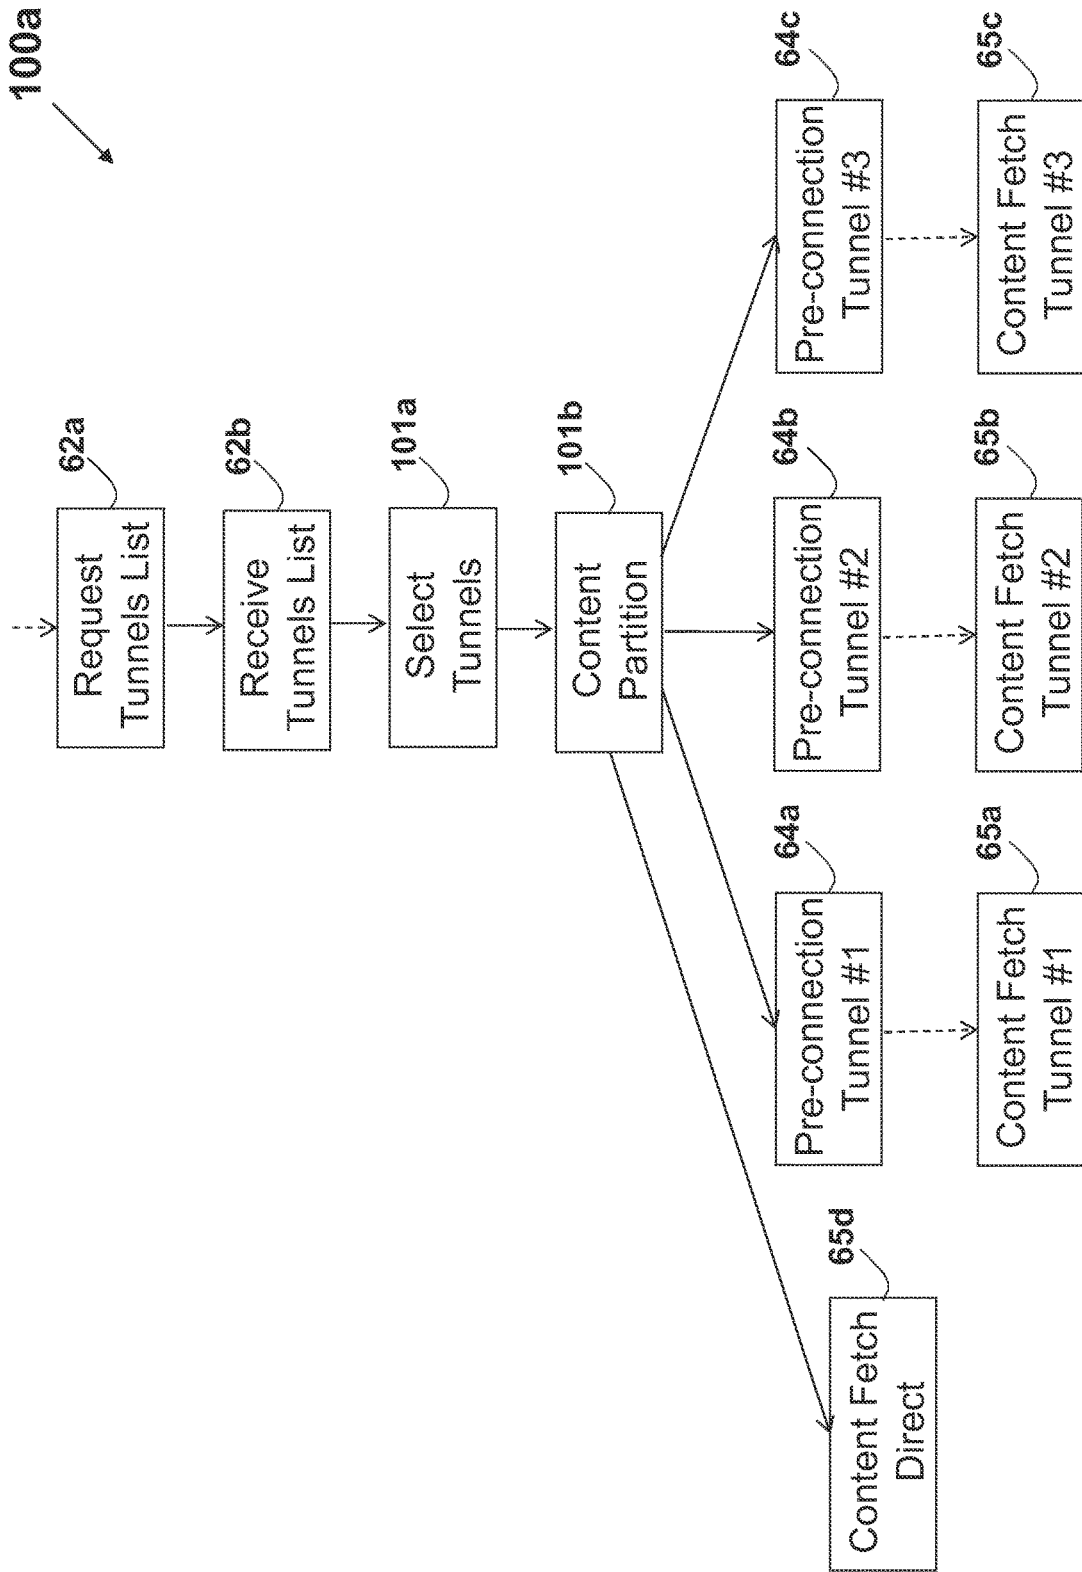 100a
62a
Request
Tunnels List
62b
Receive
Tunnels List
101a
Select
Tunnels
101b
Content
Partition
64a
Pre-connection
Tunnel #1
64b
Pre-connection
Tunnel #2
64c
Pre-connection
Tunnel #3
65d
Content Fetch
Direct
65a
Content Fetch
Tunnel #1
65b
Content Fetch
Tunnel #2
65c
Content Fetch
Tunnel #3